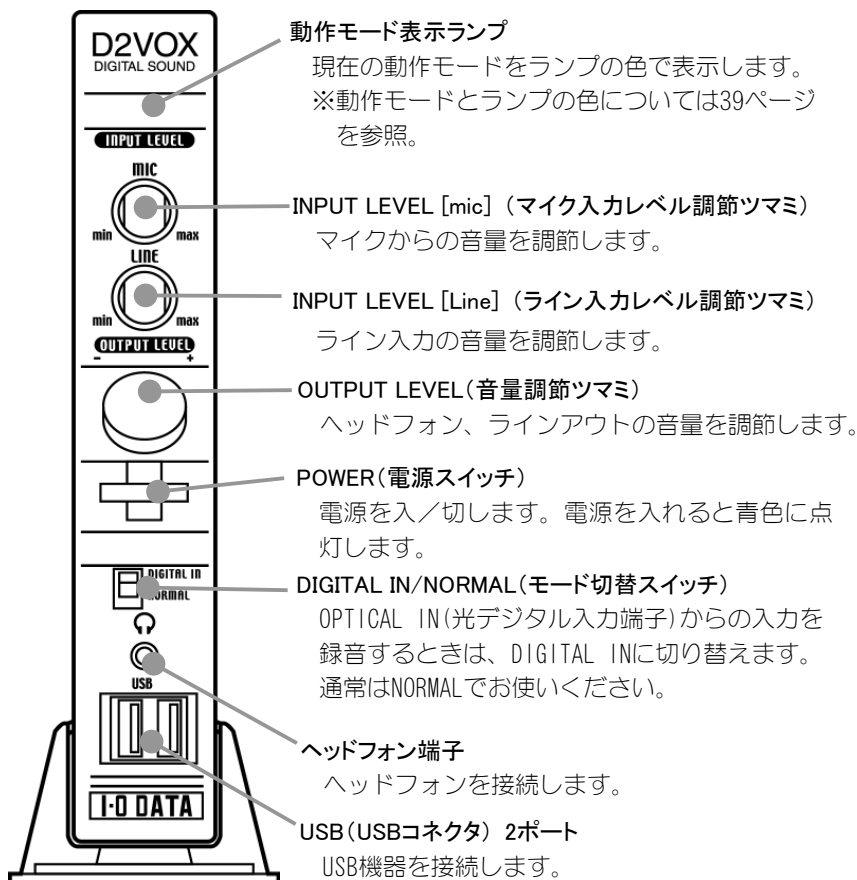 D2VOX
DIGITAL SOUND
INPUT LEVEL
MIC
min max
LINE
min max
OUTPUT LEVEL
- +
DIGITAL IN
NORMAL
USB
I・O DATA
動作モード表示ランプ
現在の動作モードをランプの色で表示します。
※動作モードとランプの色については39ページ
を参照。
INPUT LEVEL [mic] (マイク入力レベル調節ツマミ)
マイクからの音量を調節します。
INPUT LEVEL [Line] (ライン入力レベル調節ツマミ)
ライン入力の音量を調節します。
OUTPUT LEVEL(音量調節ツマミ)
ヘッドフォン、ラインアウトの音量を調節します。
POWER(電源スイッチ)
電源を入/切します。電源を入れると青色に点
灯します。
DIGITAL IN/NORMAL(モード切替スイッチ)
OPTICAL IN(光デジタル入力端子)からの入力を
録音するときは、DIGITAL INに切り替えます。
通常はNORMALでお使いください。
ヘッドフォン端子
ヘッドフォンを接続します。
USB(USBコネクタ) 2ポート
USB機器を接続します。